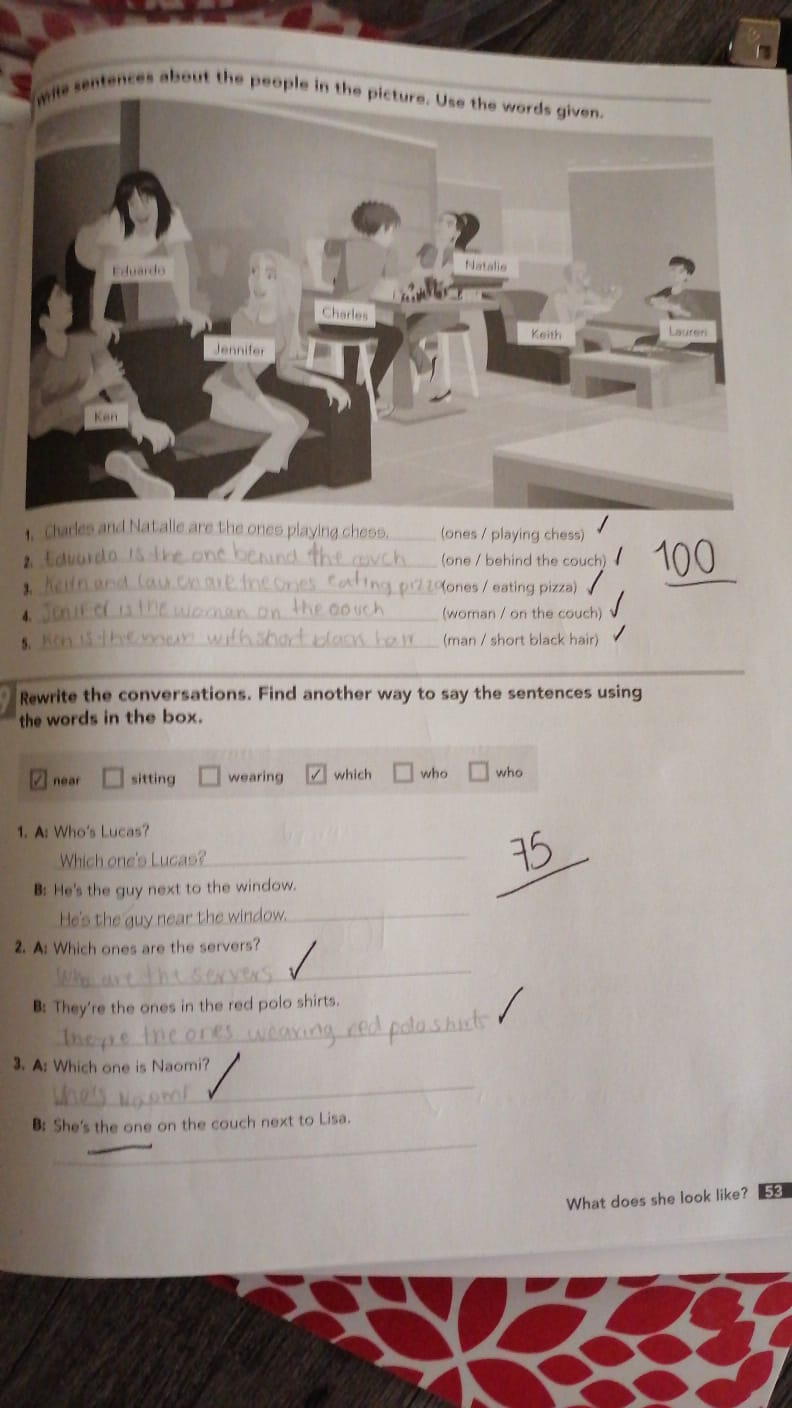 Write sentences about the people in the picture. Use the words given.
Eduardo
Natalie
Charles
Keith
Lauren
Jennifer
Ken
1. Charles and Natalie are the ones playing chess. (ones / playing chess)
2. Eduardo is the one behind the couch (one / behind the couch)
100
3. Keith and Lauren are the ones eating pizza (ones / eating pizza)
4. Jenifer is the woman on the couch (woman / on the couch)
5. Ken is the man with short black hair (man / short black hair)
9 Rewrite the conversations. Find another way to say the sentences using
the words in the box.
near sitting wearing which who who
1. A: Who's Lucas?
Which one's Lucas?
75
B: He's the guy next to the window.
He's the guy near the window.
2. A: Which ones are the servers?
Who are the servers
B: They're the ones in the red polo shirts.
They're the ones wearing red polo shirts
3. A: Which one is Naomi?
Who's Naomi
B: She's the one on the couch next to Lisa.
What does she look like? 53